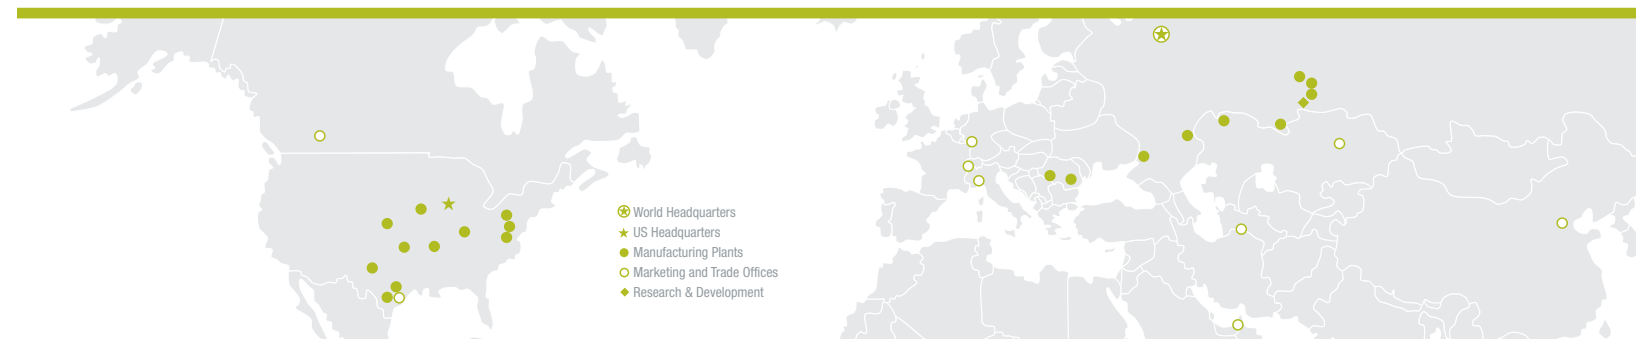 World Headquarters
US Headquarters
Manufacturing Plants
Marketing and Trade Offices
Research & Development